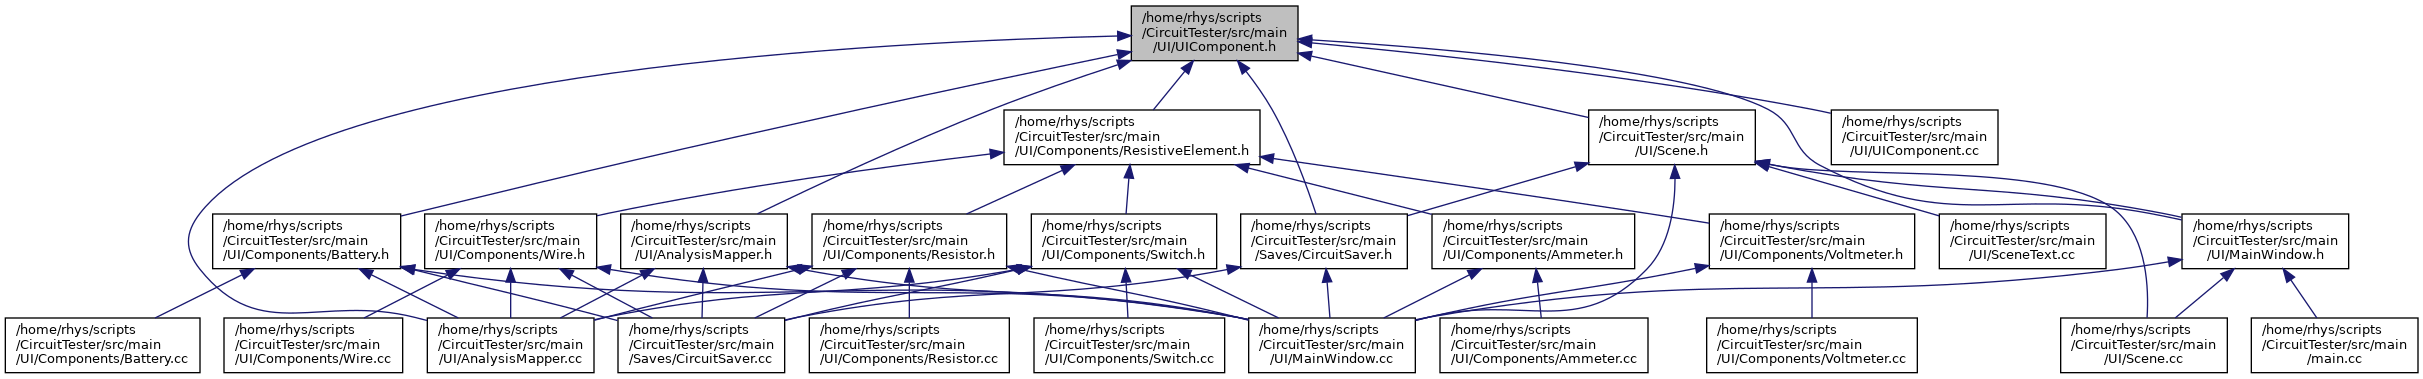 /home/rhys/scripts
/CircuitTester/src/main
/UI/UIComponent.h
/home/rhys/scripts
/CircuitTester/src/main
/UI/Components/ResistiveElement.h
/home/rhys/scripts
/CircuitTester/src/main
/UI/Scene.h
/home/rhys/scripts
/CircuitTester/src/main
/UI/UIComponent.cc
/home/rhys/scripts
/CircuitTester/src/main
/UI/Components/Battery.h
/home/rhys/scripts
/CircuitTester/src/main
/UI/Components/Wire.h
/home/rhys/scripts
/CircuitTester/src/main
/UI/AnalysisMapper.h
/home/rhys/scripts
/CircuitTester/src/main
/UI/Components/Resistor.h
/home/rhys/scripts
/CircuitTester/src/main
/UI/Components/Switch.h
/home/rhys/scripts
/CircuitTester/src/main
/Saves/CircuitSaver.h
/home/rhys/scripts
/CircuitTester/src/main
/UI/Components/Ammeter.h
/home/rhys/scripts
/CircuitTester/src/main
/UI/Components/Voltmeter.h
/home/rhys/scripts
/CircuitTester/src/main
/UI/SceneText.cc
/home/rhys/scripts
/CircuitTester/src/main
/UI/MainWindow.h
/home/rhys/scripts
/CircuitTester/src/main
/UI/Components/Battery.cc
/home/rhys/scripts
/CircuitTester/src/main
/UI/Components/Wire.cc
/home/rhys/scripts
/CircuitTester/src/main
/UI/AnalysisMapper.cc
/home/rhys/scripts
/CircuitTester/src/main
/Saves/CircuitSaver.cc
/home/rhys/scripts
/CircuitTester/src/main
/UI/Components/Resistor.cc
/home/rhys/scripts
/CircuitTester/src/main
/UI/Components/Switch.cc
/home/rhys/scripts
/CircuitTester/src/main
/UI/MainWindow.cc
/home/rhys/scripts
/CircuitTester/src/main
/UI/Components/Ammeter.cc
/home/rhys/scripts
/CircuitTester/src/main
/UI/Components/Voltmeter.cc
/home/rhys/scripts
/CircuitTester/src/main
/UI/Scene.cc
/home/rhys/scripts
/CircuitTester/src/main
/main.cc